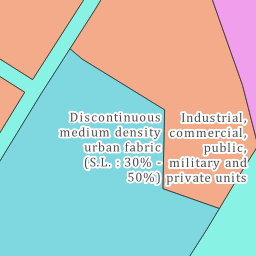 Discontinuous
medium density
urban fabric
(S.L. : 30% -
50%)
Industrial,
commercial,
public,
military and
private units